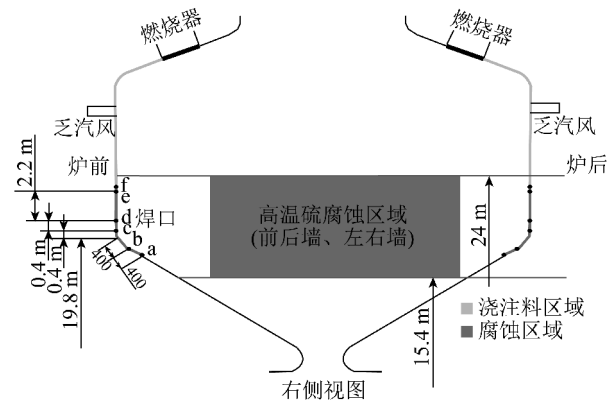 燃烧器
燃烧器
乏汽风
乏汽风
炉前
炉后
2.2 m
f
e
d
焊口
c
b
a
0.4 m
0.4 m
400
400
19.8 m
高温硫腐蚀区域
(前后墙、左右墙)
24 m
15.4 m
浇注料区域
腐蚀区域
右侧视图